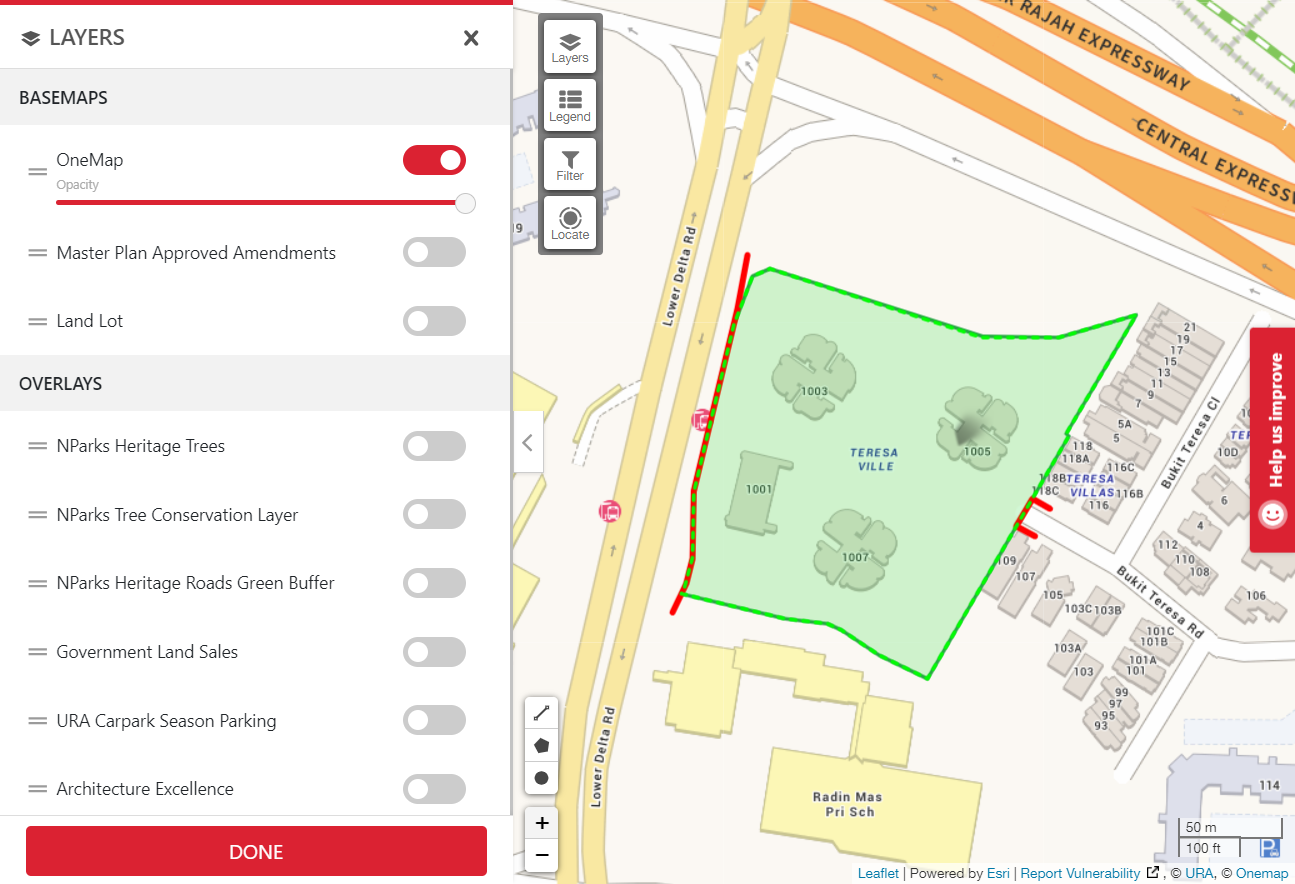 LAYERS
BASEMAPS
OneMap
Opacity
Master Plan Approved Amendments
Land Lot
OVERLAYS
NParks Heritage Trees
NParks Tree Conservation Layer
NParks Heritage Roads Green Buffer
Government Land Sales
URA Carpark Season Parking
Architecture Excellence
DONE
Layers
Legend
Filter
Locate
RAJAH EXPRESSWAY
CENTRAL EXPRESSW
Lower Delta Rd
Lower Delta Rd
1003
1005
TERESA
VILLE
1001
1007
21
19
17
15
13
11
9
7
5A
5
118
118A
116C
118B
TERESA
118C
VILLAS
116B
116
Bukit Teresa Cl
10D
6
4
112
110
108
106
109
107
105
103C
103B
Bukit Teresa Rd
101C
101B
103A
101A
101
103
99
97
95
93
114
Radin Mas
Pri Sch
Help us improve
+
−
50 m
100 ft
P
Leaflet | Powered by Esri | Report Vulnerability , © URA, © Onemap